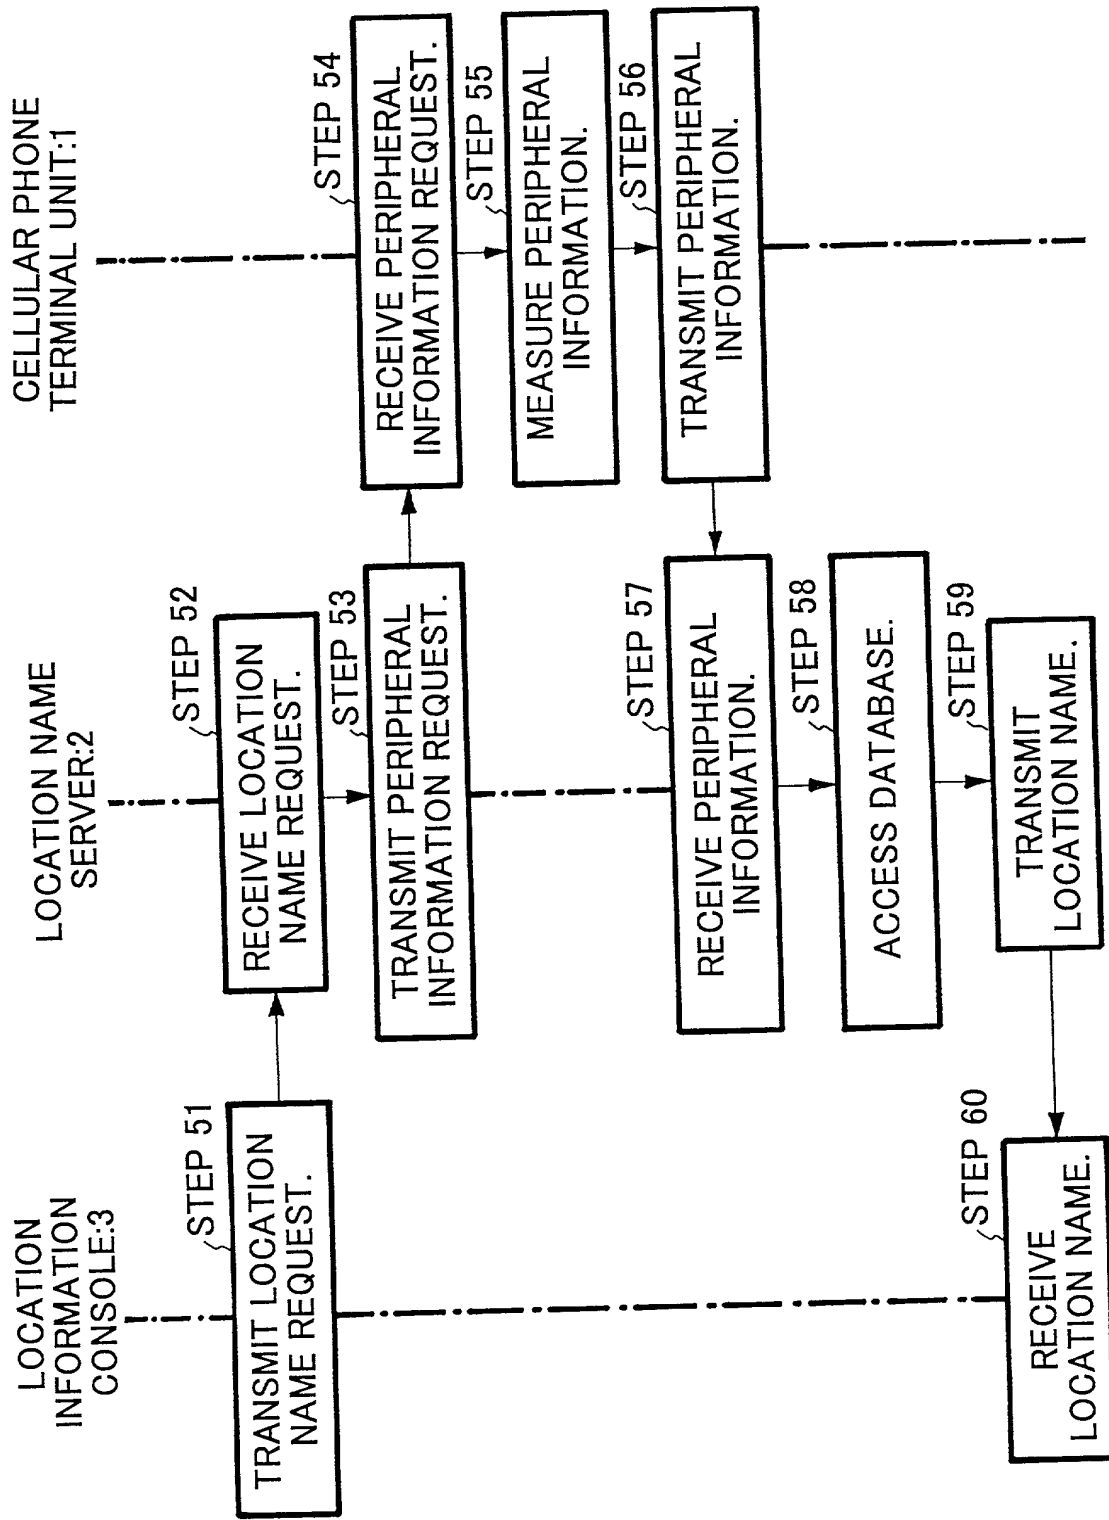 LOCATION
INFORMATION
CONSOLE:3
LOCATION NAME
SERVER:2
CELLULAR PHONE
TERMINAL UNIT:1
STEP 51
TRANSMIT LOCATION
NAME REQUEST.
STEP 52
RECEIVE LOCATION
NAME REQUEST.
STEP 53
TRANSMIT PERIPHERAL
INFORMATION REQUEST.
STEP 54
RECEIVE PERIPHERAL
INFORMATION REQUEST.
STEP 55
MEASURE PERIPHERAL
INFORMATION.
STEP 56
TRANSMIT PERIPHERAL
INFORMATION.
STEP 57
RECEIVE PERIPHERAL
INFORMATION.
STEP 58
ACCESS DATABASE.
STEP 59
TRANSMIT
LOCATION NAME.
STEP 60
RECEIVE
LOCATION NAME.